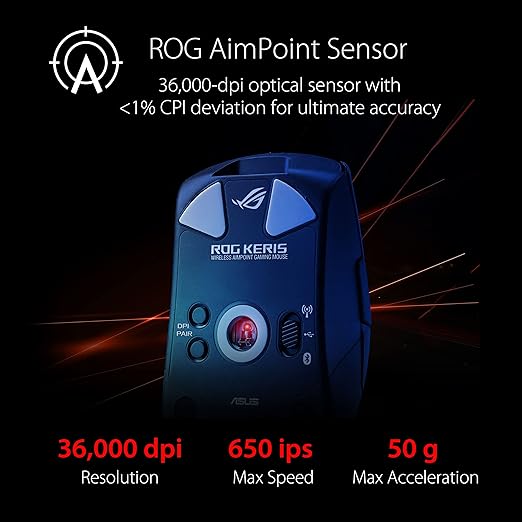 ROG AimPoint Sensor
36,000-dpi optical sensor with
<1% CPI deviation for ultimate accuracy
ROG KERIS
WIRELESS AIMPOINT GAMING MOUSE
DPI
PAIR
ASUS
36,000 dpi 650 ips 50 g
Resolution Max Speed Max Acceleration